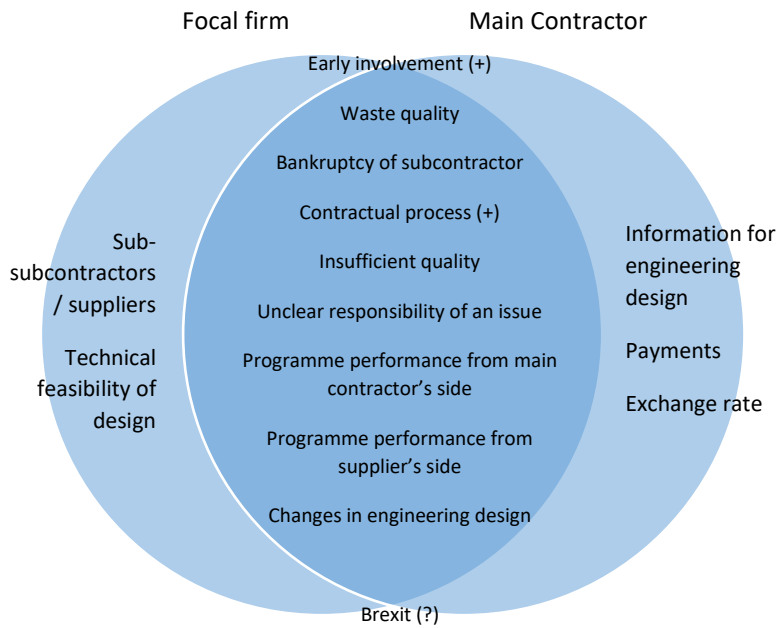 Focal firm
Main Contractor
Early involvement (+)
Waste quality
Bankruptcy of subcontractor
Contractual process (+)
Insufficient quality
Unclear responsibility of an issue
Programme performance from main
contractor’s side
Programme performance from
supplier’s side
Changes in engineering design
Brexit (?)
Sub-
subcontractors
/ suppliers
Technical
feasibility of
design
Information for
engineering
design
Payments
Exchange rate